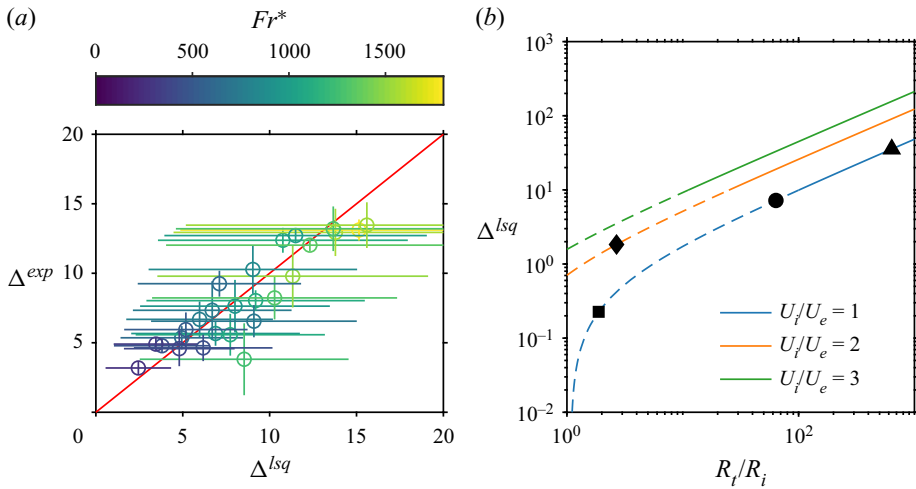 (a)
Fr*
0 500 1000 1500
20
15
10
5
0
5 10 15 20
Δ^exp
Δ^lsq
(b)
10^3
10^2
10^1
10^0
10^−1
10^−2
Δ^lsq
U_i/U_e = 1
U_i/U_e = 2
U_i/U_e = 3
10^0 10^2
R_t/R_i